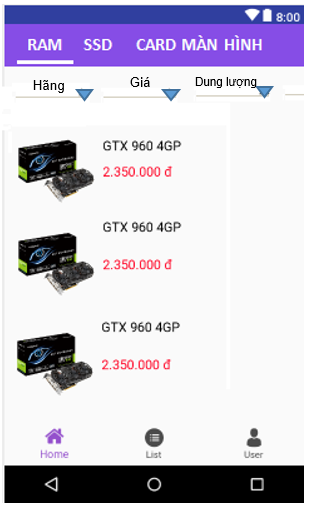 8:00
RAM SSD CARD MÀN HÌNH
Hãng Giá Dung lượng
GTX 960 4GP
2.350.000 đ
GTX 960 4GP
2.350.000 đ
GTX 960 4GP
2.350.000 đ
Home List User